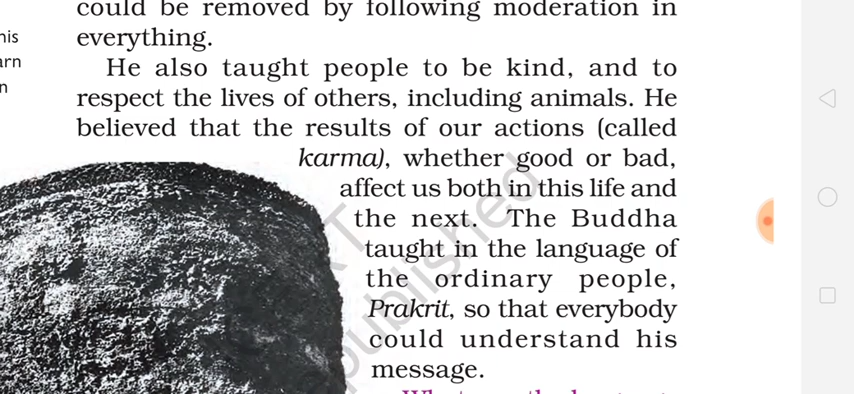 could be removed by following moderation in
everything.
He also taught people to be kind, and to
respect the lives of others, including animals. He
believed that the results of our actions (called
karma), whether good or bad,
affect us both in this life and
the next. The Buddha
taught in the language of
the ordinary people,
Prakrit, so that everybody
could understand his
message.